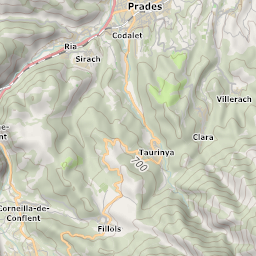 Prades
Codalet
Ria
Sirach
Villerach
Clara
Taurinya
700
Corneilla-de-
Conflent
Fillols